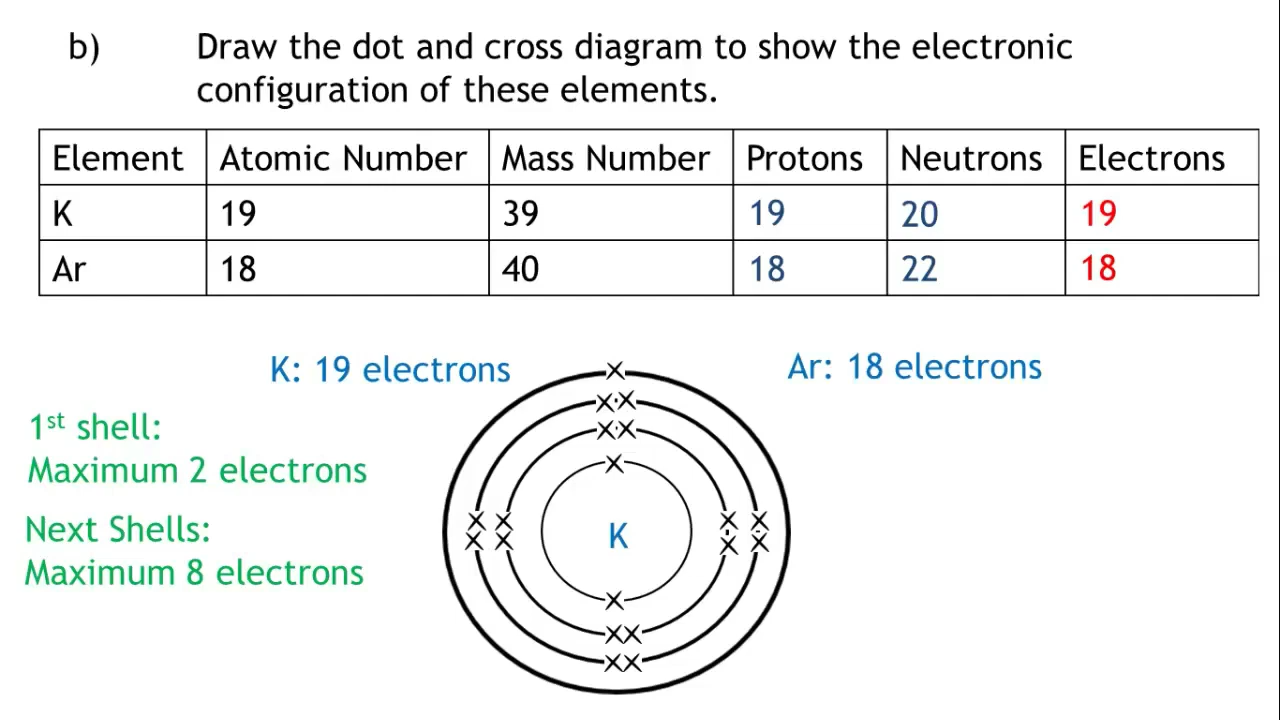 b) Draw the dot and cross diagram to show the electronic
configuration of these elements.
Element Atomic Number Mass Number Protons Neutrons Electrons
K 19 39 19 20 19
Ar 18 40 18 22 18
K: 19 electrons
Ar: 18 electrons
1st shell:
Maximum 2 electrons
Next Shells:
Maximum 8 electrons
K